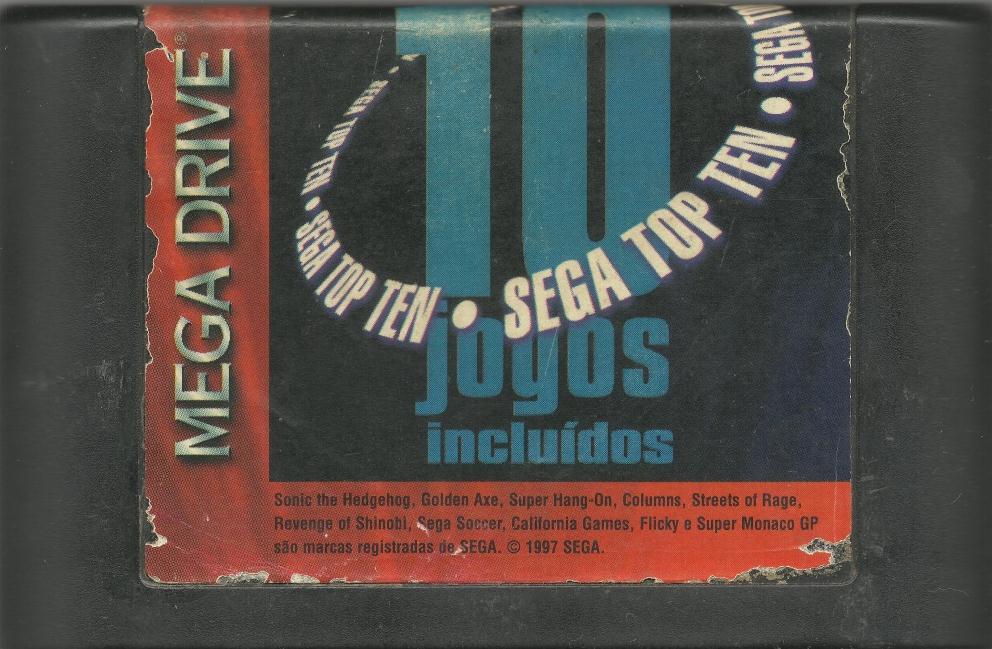 MEGA DRIVE®
10
SEGA TOP TEN • SEGA TOP TEN • SEGA TOP TEN • SEGA
jogos
incluídos
Sonic the Hedgehog, Golden Axe, Super Hang-On, Columns, Streets of Rage,
Revenge of Shinobi, Sega Soccer, California Games, Flicky e Super Monaco GP
são marcas registradas de SEGA. © 1997 SEGA.